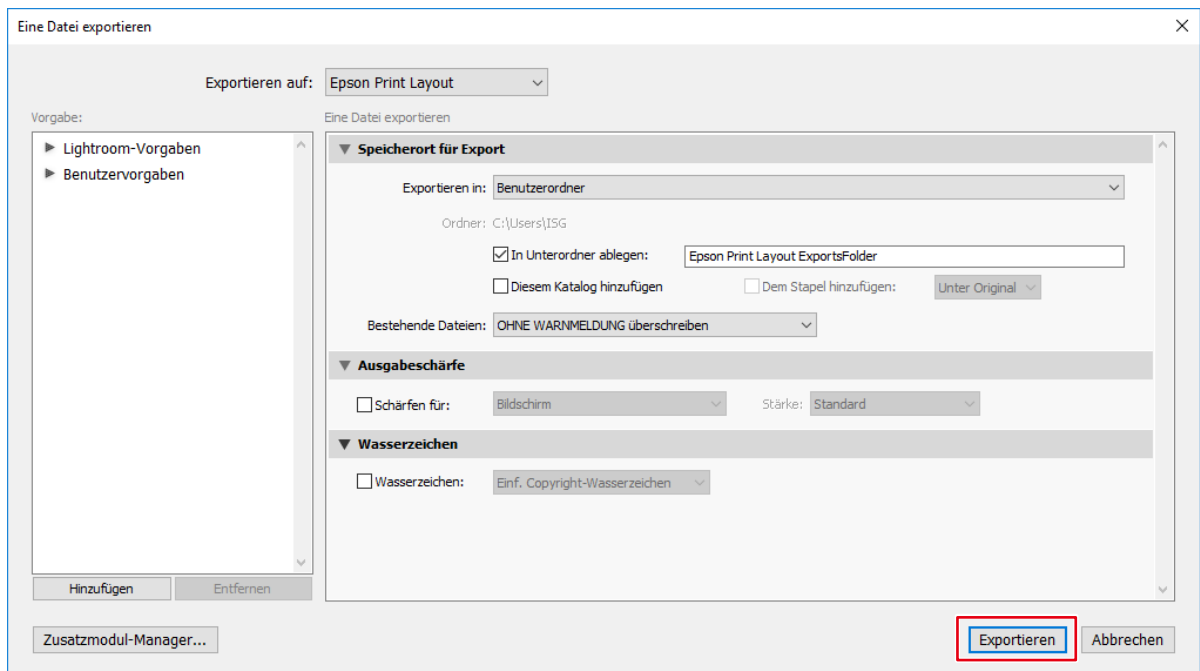 Eine Datei exportieren
Exportieren auf: Epson Print Layout
Vorgabe:
Eine Datei exportieren
Lightroom-Vorgaben
Benutzervorgaben
Speicherort für Export
Exportieren in: Benutzerordner
Ordner: C:\Users\ISG
In Unterordner ablegen: Epson Print Layout ExportsFolder
Diesem Katalog hinzufügen Dem Stapel hinzufügen: Unter Original
Bestehende Dateien: OHNE WARNMELDUNG überschreiben
Ausgabeschärfe
Schärfen für: Bildschirm Stärke: Standard
Wasserzeichen
Wasserzeichen: Einf. Copyright-Wasserzeichen
Hinzufügen Entfernen
Zusatzmodul-Manager... Exportieren Abbrechen